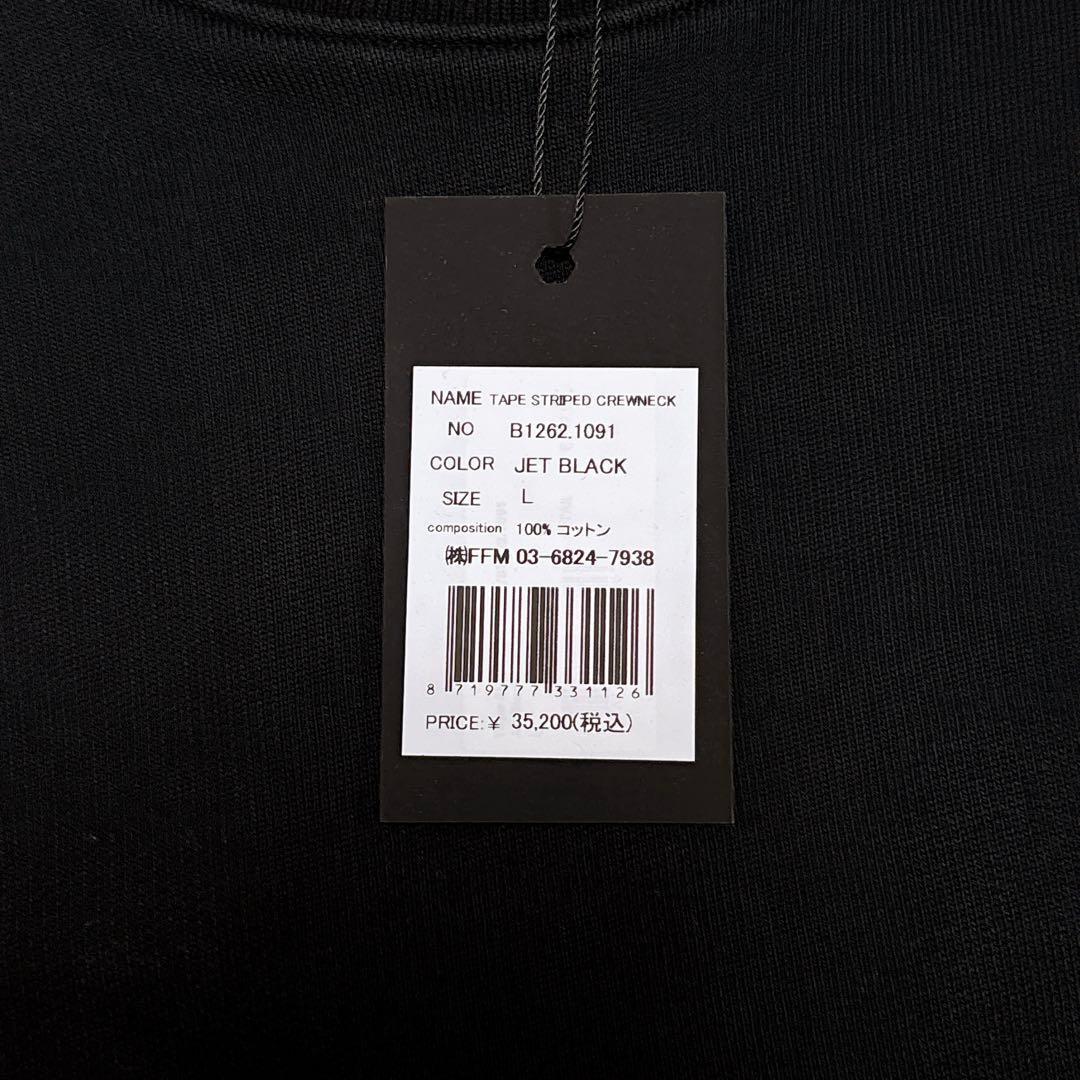 NAME TAPE STRIPED CREWNECK
NO B1262.1091
COLOR JET BLACK
SIZE L
composition 100% コットン
㈱FFM 03-6824-7938
8 719777 331126
PRICE:¥ 35,200(税込)